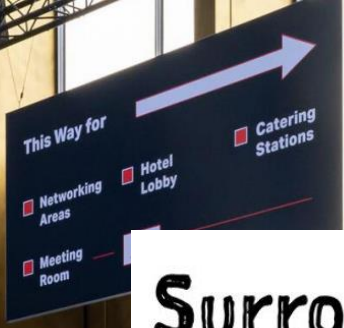 This Way for
Networking
Areas
Hotel
Lobby
Catering
Stations
Meeting
Room
Surro